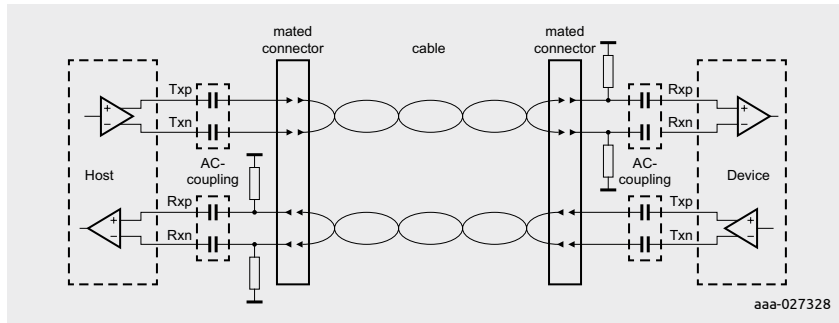 mated
connector
cable
mated
connector
Txp
Txn
AC-
coupling
Host
Rxp
Rxn
Rxp
Rxn
AC-
coupling
Device
Txp
Txn
+
−
+
−
+
−
+
−
aaa-027328